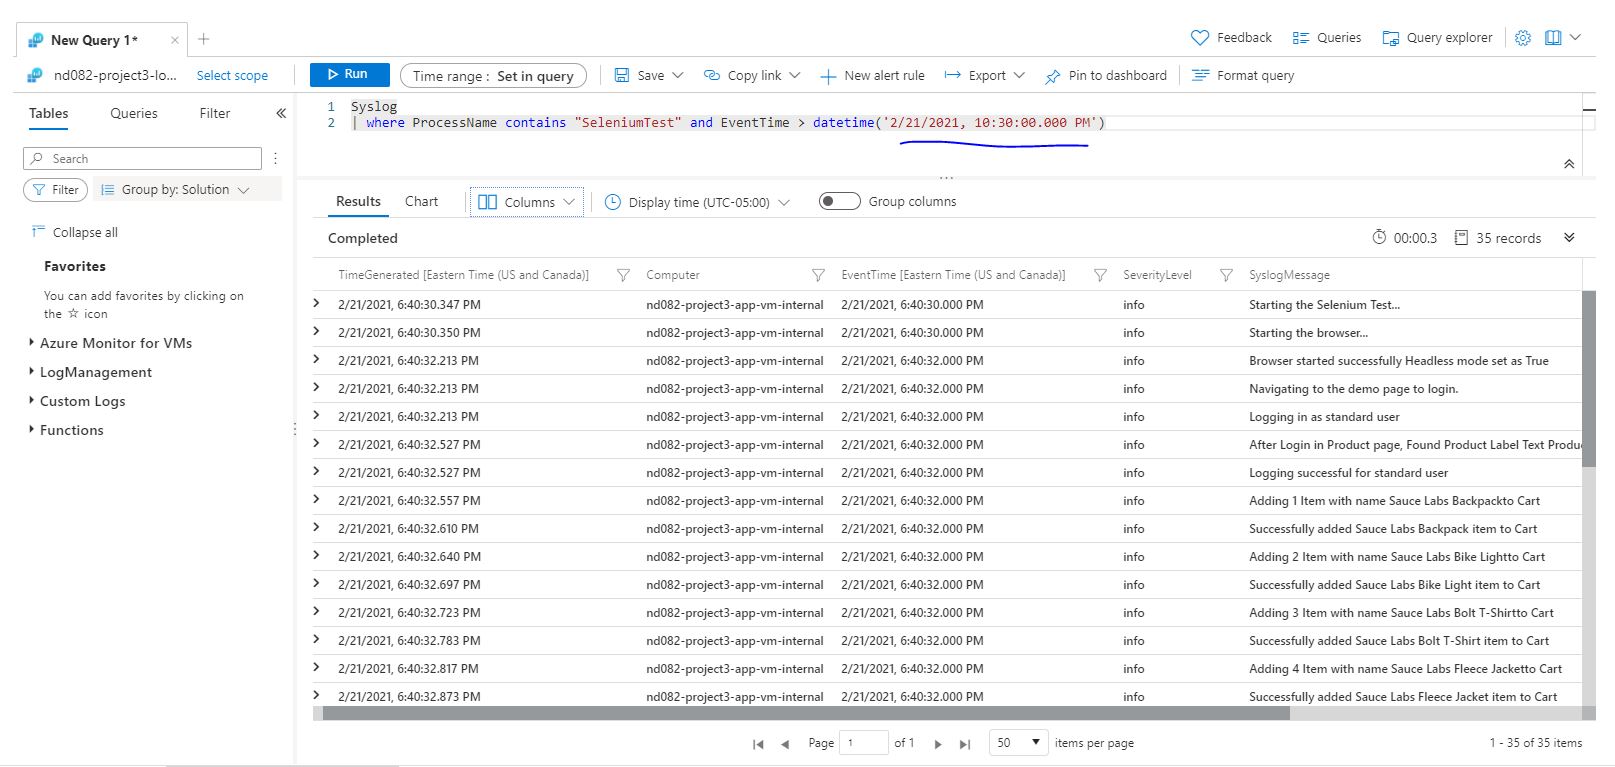 New Query 1*
Feedback Queries Query explorer
nd082-project3-lo... Select scope Run Time range : Set in query Save Copy link New alert rule Export Pin to dashboard Format query
Tables Queries Filter
1 Syslog
2 | where ProcessName contains "SeleniumTest" and EventTime > datetime('2/21/2021, 10:30:00.000 PM')
Search
Filter Group by: Solution
Collapse all
Favorites
You can add favorites by clicking on
the ☆ icon
Azure Monitor for VMs
LogManagement
Custom Logs
Functions
Results Chart Columns Display time (UTC-05:00) Group columns
Completed 00:00.3 35 records
TimeGenerated [Eastern Time (US and Canada)] Computer EventTime [Eastern Time (US and Canada)] SeverityLevel SyslogMessage
2/21/2021, 6:40:30.347 PM nd082-project3-app-vm-internal 2/21/2021, 6:40:30.000 PM info Starting the Selenium Test...
2/21/2021, 6:40:30.350 PM nd082-project3-app-vm-internal 2/21/2021, 6:40:30.000 PM info Starting the browser...
2/21/2021, 6:40:32.213 PM nd082-project3-app-vm-internal 2/21/2021, 6:40:32.000 PM info Browser started successfully Headless mode set as True
2/21/2021, 6:40:32.213 PM nd082-project3-app-vm-internal 2/21/2021, 6:40:32.000 PM info Navigating to the demo page to login.
2/21/2021, 6:40:32.213 PM nd082-project3-app-vm-internal 2/21/2021, 6:40:32.000 PM info Logging in as standard user
2/21/2021, 6:40:32.527 PM nd082-project3-app-vm-internal 2/21/2021, 6:40:32.000 PM info After Login in Product page, Found Product Label Text Produ
2/21/2021, 6:40:32.527 PM nd082-project3-app-vm-internal 2/21/2021, 6:40:32.000 PM info Logging successful for standard user
2/21/2021, 6:40:32.557 PM nd082-project3-app-vm-internal 2/21/2021, 6:40:32.000 PM info Adding 1 Item with name Sauce Labs Backpackto Cart
2/21/2021, 6:40:32.610 PM nd082-project3-app-vm-internal 2/21/2021, 6:40:32.000 PM info Successfully added Sauce Labs Backpack item to Cart
2/21/2021, 6:40:32.640 PM nd082-project3-app-vm-internal 2/21/2021, 6:40:32.000 PM info Adding 2 Item with name Sauce Labs Bike Lightto Cart
2/21/2021, 6:40:32.697 PM nd082-project3-app-vm-internal 2/21/2021, 6:40:32.000 PM info Successfully added Sauce Labs Bike Light item to Cart
2/21/2021, 6:40:32.723 PM nd082-project3-app-vm-internal 2/21/2021, 6:40:32.000 PM info Adding 3 Item with name Sauce Labs Bolt T-Shirtto Cart
2/21/2021, 6:40:32.783 PM nd082-project3-app-vm-internal 2/21/2021, 6:40:32.000 PM info Successfully added Sauce Labs Bolt T-Shirt item to Cart
2/21/2021, 6:40:32.817 PM nd082-project3-app-vm-internal 2/21/2021, 6:40:32.000 PM info Adding 4 Item with name Sauce Labs Fleece Jacketto Cart
2/21/2021, 6:40:32.873 PM nd082-project3-app-vm-internal 2/21/2021, 6:40:32.000 PM info Successfully added Sauce Labs Fleece Jacket item to Cart
Page 1 of 1 50 items per page 1 - 35 of 35 items